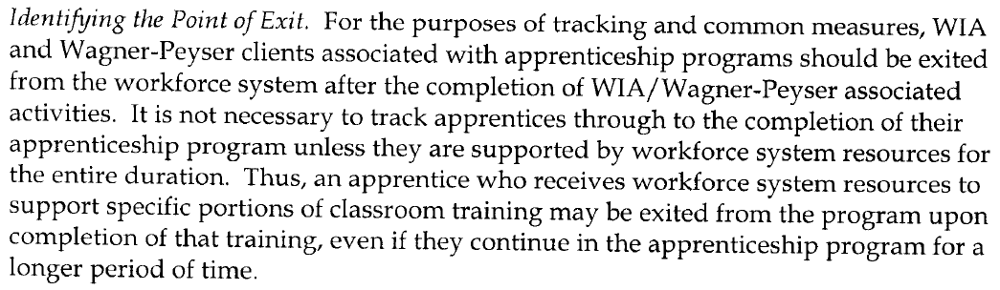 Identifying the Point of Exit. For the purposes of tracking and common measures, WIA
and Wagner-Peyser clients associated with apprenticeship programs should be exited
from the workforce system after the completion of WIA/Wagner-Peyser associated
activities. It is not necessary to track apprentices through to the completion of their
apprenticeship program unless they are supported by workforce system resources for
the entire duration. Thus, an apprentice who receives workforce system resources to
support specific portions of classroom training may be exited from the program upon
completion of that training, even if they continue in the apprenticeship program for a
longer period of time.